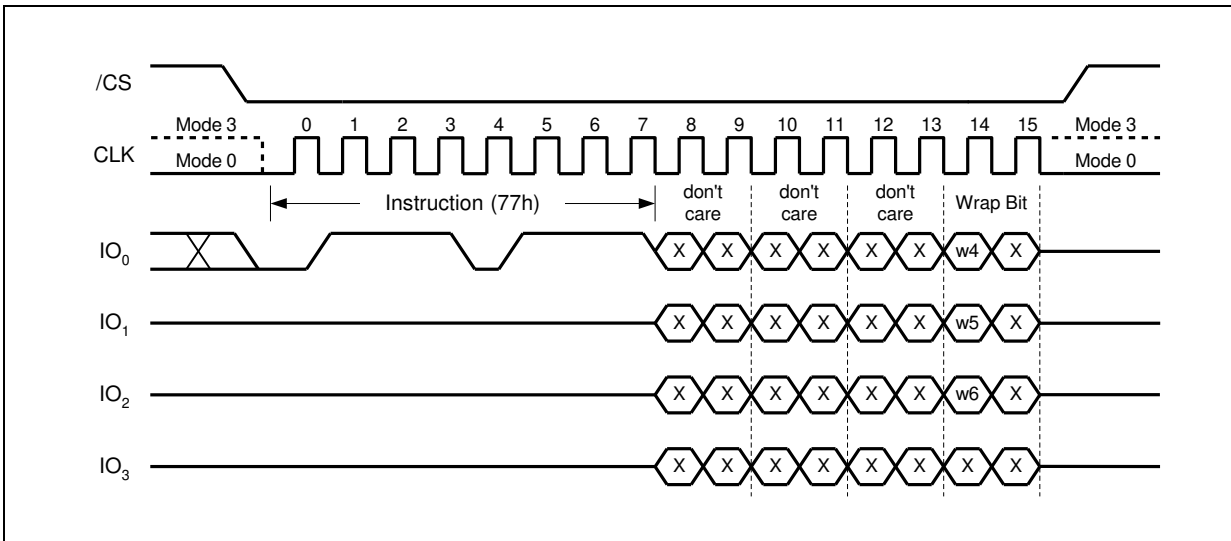 /CS
Mode 3 0 1 2 3 4 5 6 7 8 9 10 11 12 13 14 15 Mode 3
CLK Mode 0 Mode 0
Instruction (77h) don't care don't care don't care Wrap Bit
IO0 X X X X X X X w4 X
IO1 X X X X X X w5 X
IO2 X X X X X X w6 X
IO3 X X X X X X X X